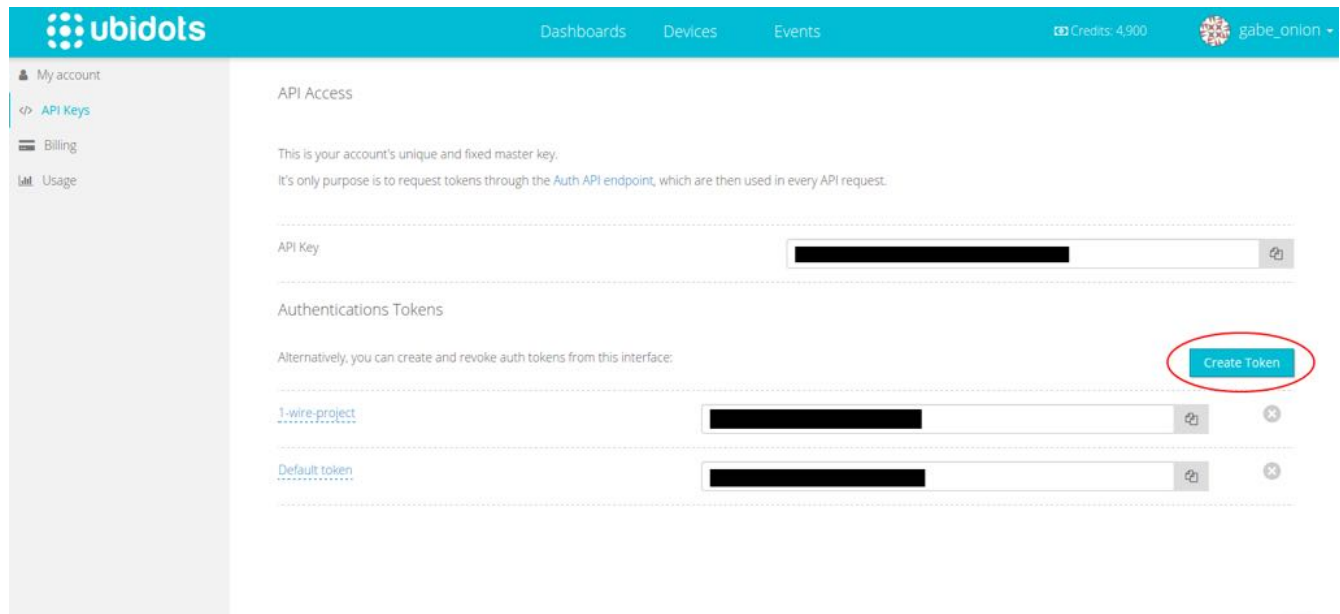 ubidots
Dashboards Devices Events Credits: 4,900 gabe_onion
My account
API Keys
Billing
Usage
API Access
This is your account's unique and fixed master key.
It's only purpose is to request tokens through the Auth API endpoint, which are then used in every API request.
API Key
Authentications Tokens
Alternatively, you can create and revoke auth tokens from this interface:
Create Token
1-wire-project
Default token